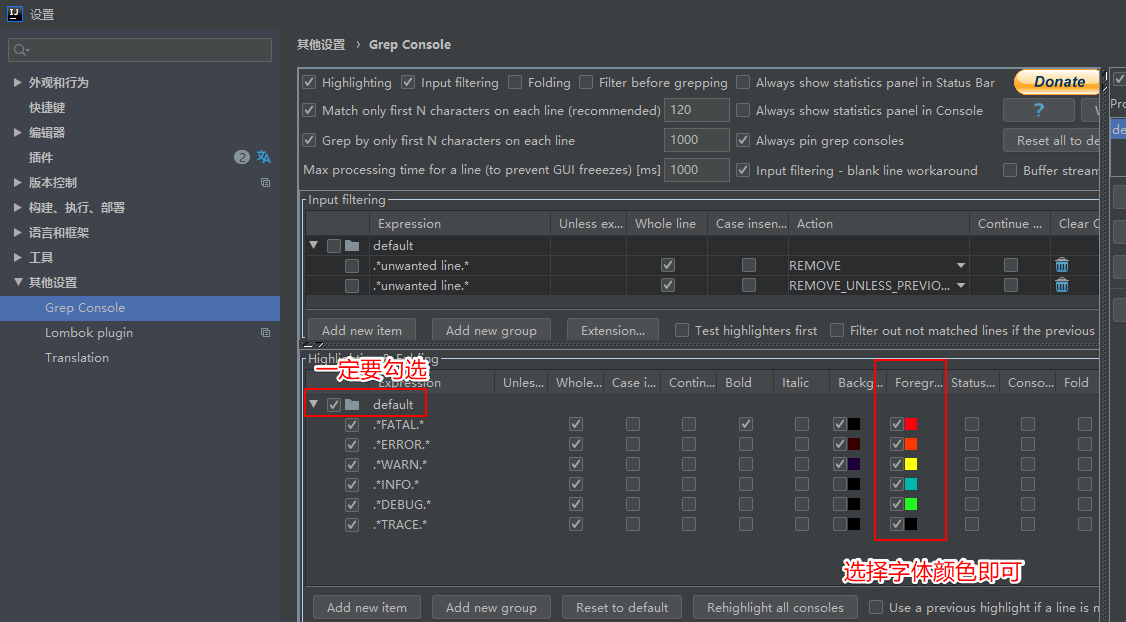 设置
其他设置 › Grep Console
外观和行为
快捷键
编辑器
插件 2
版本控制
构建、执行、部署
语言和框架
工具
其他设置
Grep Console
Lombok plugin
Translation
Highlighting Input filtering Folding Filter before grepping Always show statistics panel in Status Bar Donate
Match only first N characters on each line (recommended) 120 Always show statistics panel in Console ?
Grep by only first N characters on each line 1000 Always pin grep consoles Reset all to de
Max processing time for a line (to prevent GUI freeezes) [ms] 1000 Input filtering - blank line workaround Buffer stream
Pro
de
Input filtering
Expression Unless ex... Whole line Case insen... Action Continue ... Clear C
default
.*unwanted line.* REMOVE
.*unwanted line.* REMOVE_UNLESS_PREVIO...
Add new item Add new group Extension... Test highlighters first Filter out not matched lines if the previous
一定要勾选
Expression Unles... Whole... Case i... Contin... Bold Italic Backg... Foregr... Status... Conso... Fold
default
.*FATAL.*
.*ERROR.*
.*WARN.*
.*INFO.*
.*DEBUG.*
.*TRACE.*
选择字体颜色即可
Add new item Add new group Reset to default Rehighlight all consoles Use a previous highlight if a line is n